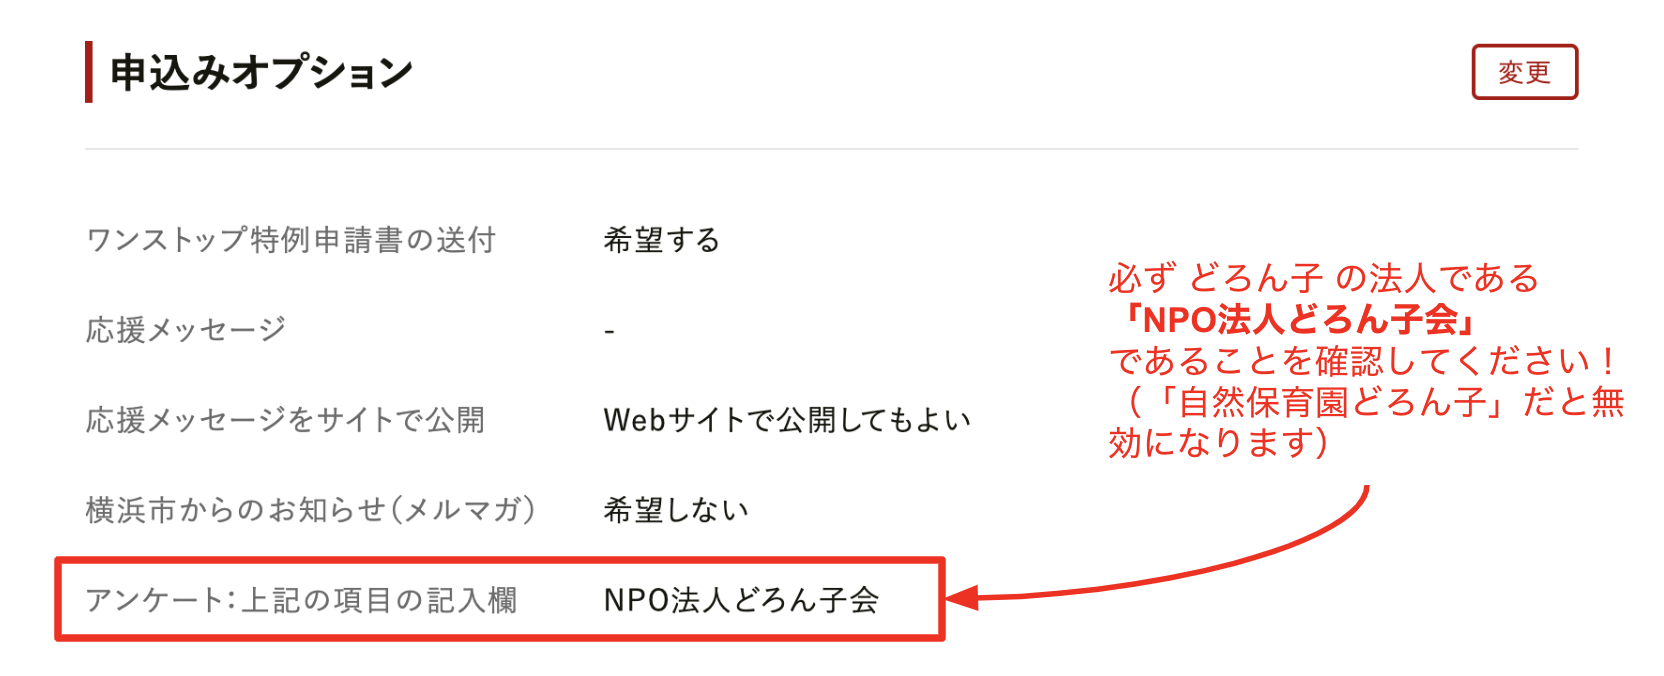 申込みオプション
変更
ワンストップ特例申請書の送付 希望する
応援メッセージ -
応援メッセージをサイトで公開 Webサイトで公開してもよい
横浜市からのお知らせ(メルマガ) 希望しない
アンケート:上記の項目の記入欄 NPO法人どろん子会
必ず どろん子 の法人である
「NPO法人どろん子会」
であることを確認してください!
(「自然保育園どろん子」だと無
効になります)